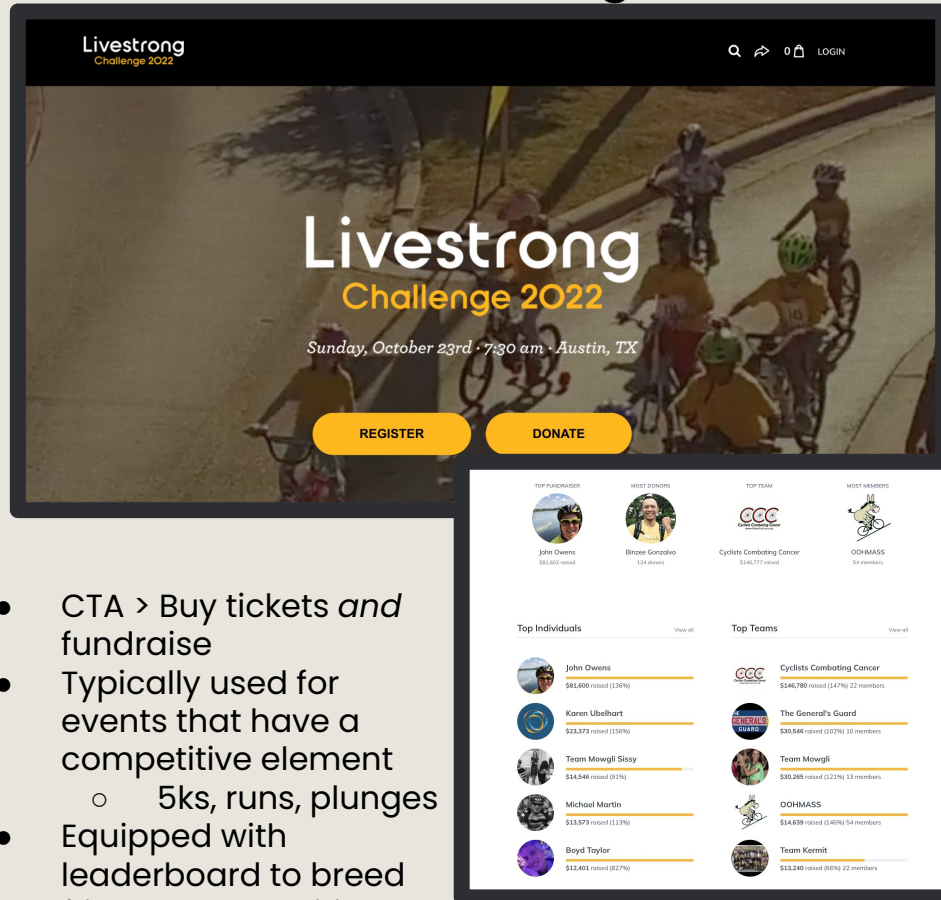 Livestrong
Challenge 2022
0 LOGIN
Livestrong
Challenge 2022
Sunday, October 23rd · 7:30 am · Austin, TX
REGISTER DONATE
TOP FUNDRAISER MOST DONORS TOP TEAM MOST MEMBERS
CCC
Cyclists Combating Cancer
John Owens Binzee Gonzalvo Cyclists Combating Cancer OOHMASS
$81,602 raised 124 donors $146,777 raised 54 members
● CTA > Buy tickets and
fundraise
● Typically used for
events that have a
competitive element
○ 5ks, runs, plunges
● Equipped with
leaderboard to breed
Top Individuals View all
John Owens
$81,600 raised (136%)
Karen Ubelhart
$23,373 raised (156%)
Team Mowgli Sissy
$14,546 raised (91%)
Michael Martin
$13,573 raised (113%)
Boyd Taylor
$12,401 raised (827%)
Top Teams View all
CCC
Cyclists Combating Cancer
$146,780 raised (147%) 22 members
GENERAL'S
GUARD
The General's Guard
$30,546 raised (102%) 10 members
Team Mowgli
$30,265 raised (121%) 13 members
OOHMASS
$14,639 raised (146%) 54 members
Team Kermit
$13,240 raised (66%) 22 members